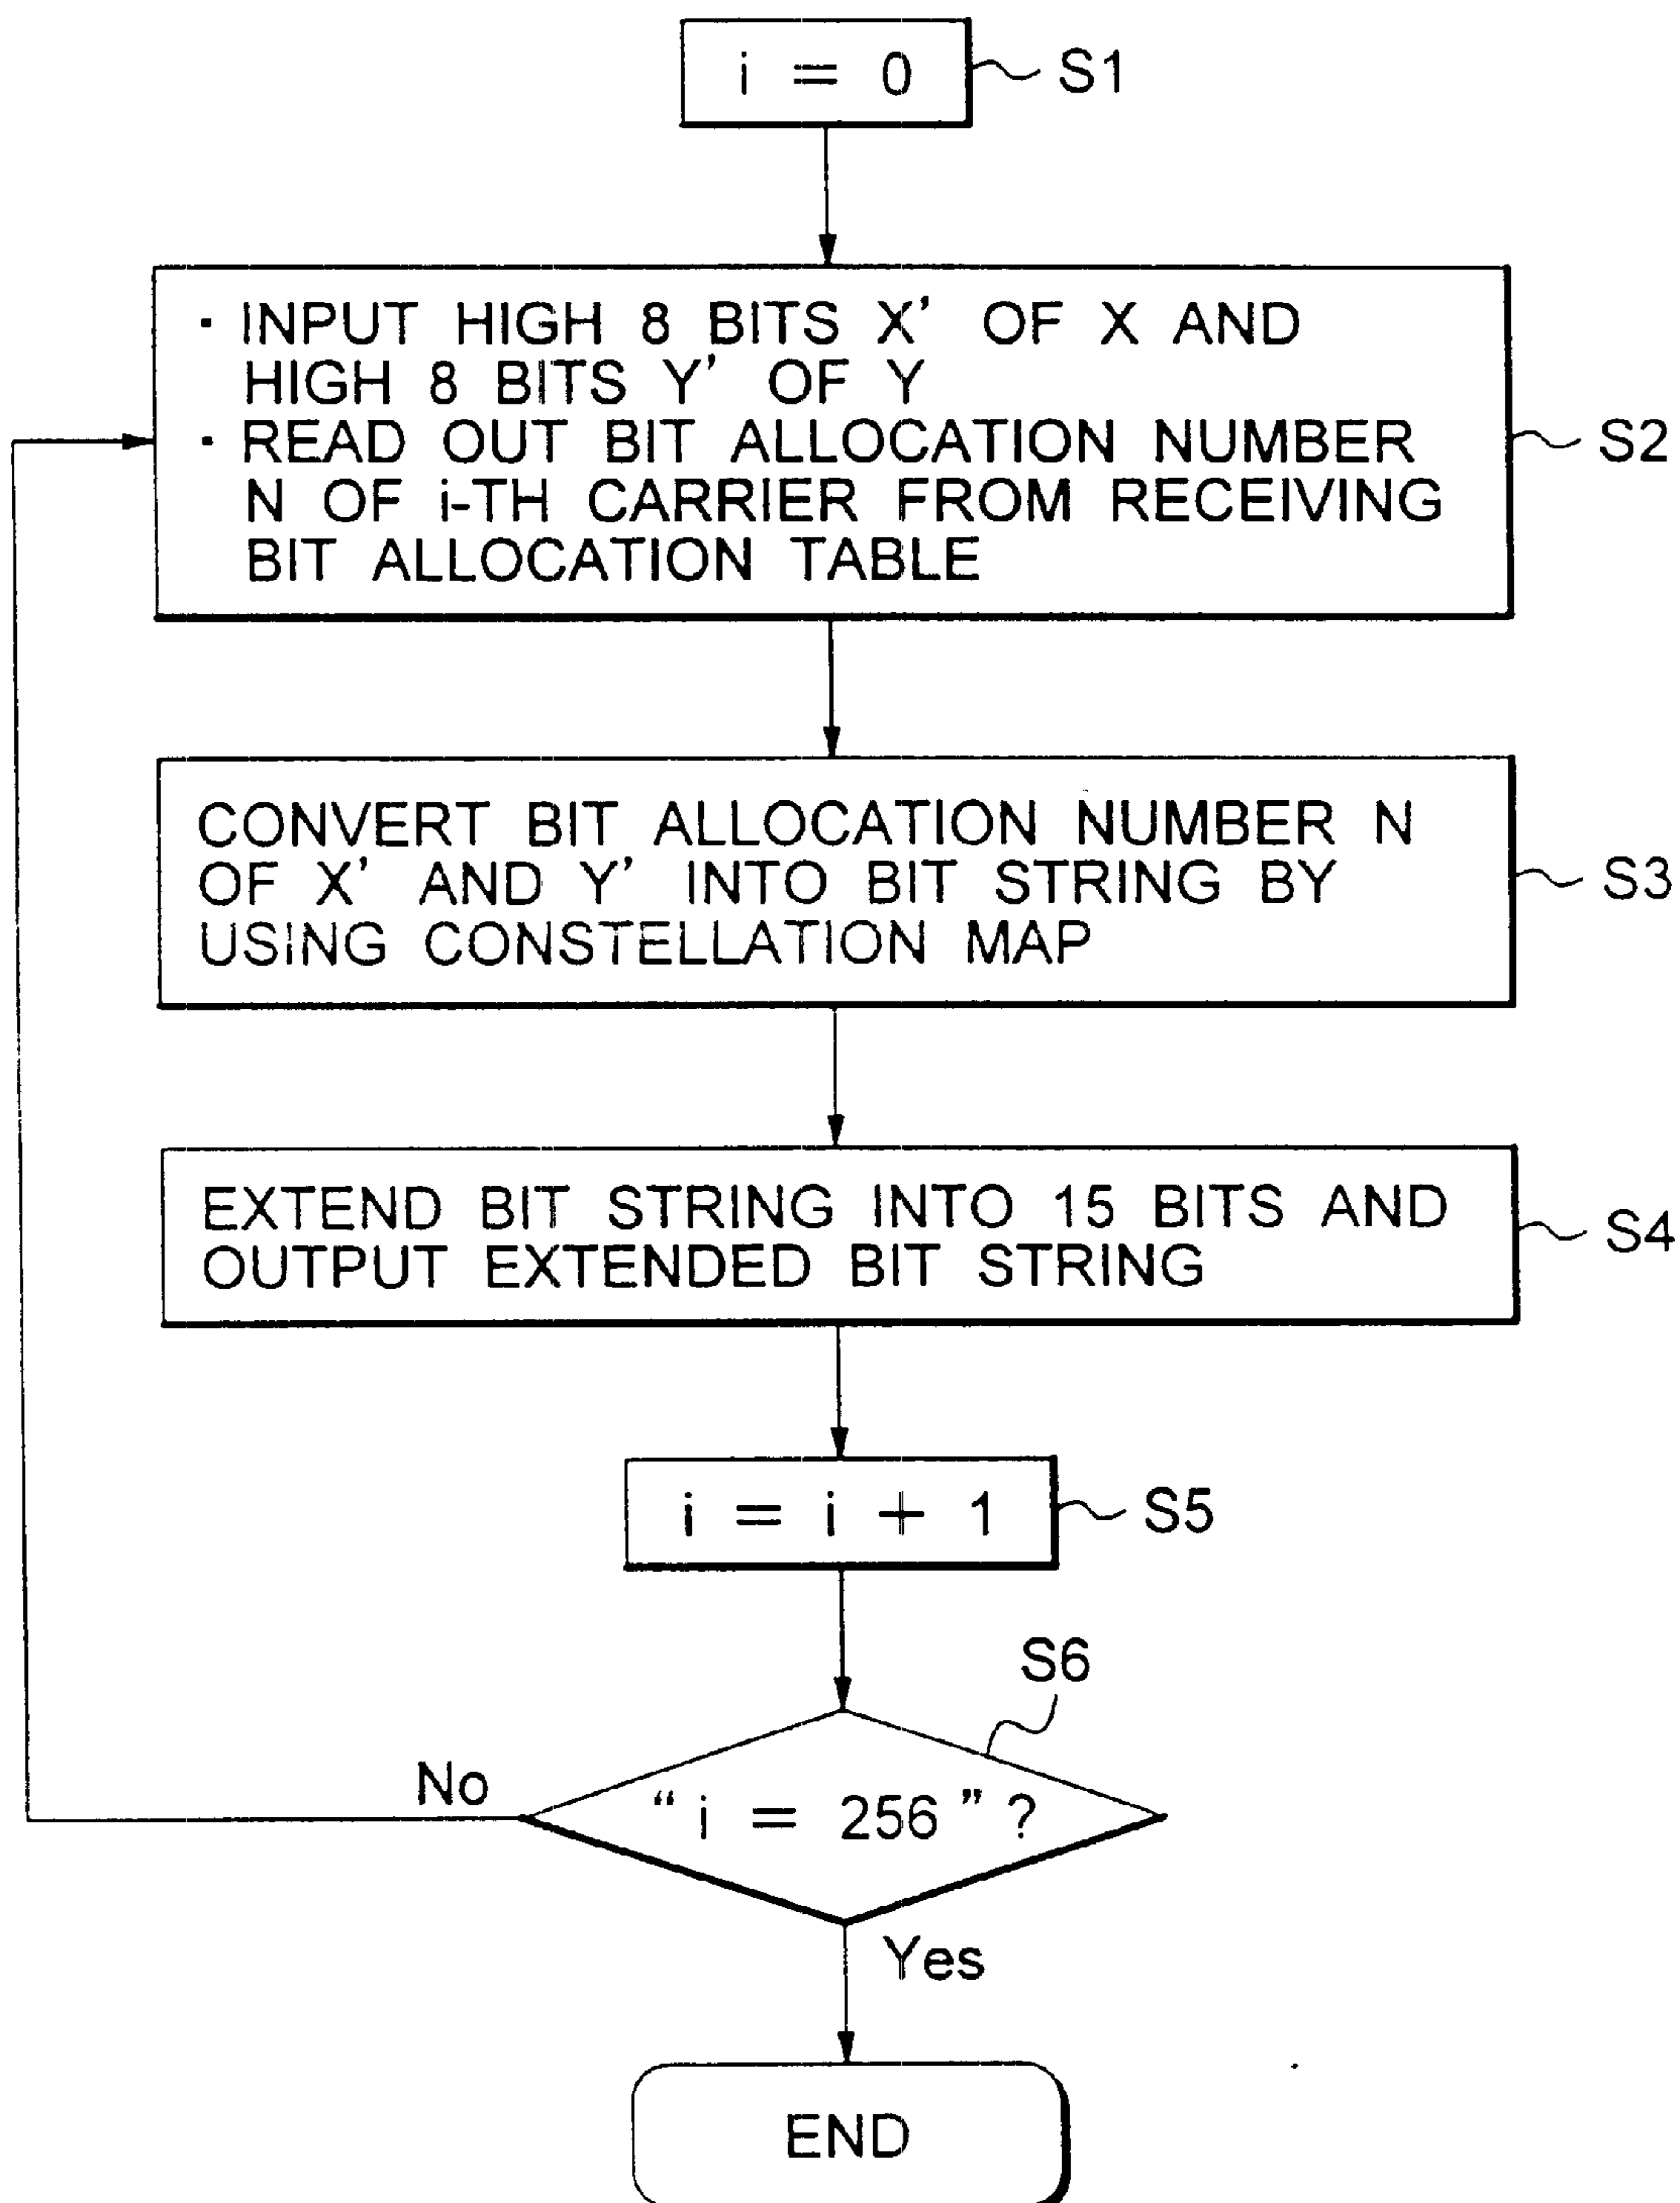 i = 0
S1
· INPUT HIGH 8 BITS X' OF X AND
HIGH 8 BITS Y' OF Y
· READ OUT BIT ALLOCATION NUMBER
N OF i-TH CARRIER FROM RECEIVING
BIT ALLOCATION TABLE
S2
CONVERT BIT ALLOCATION NUMBER N
OF X' AND Y' INTO BIT STRING BY
USING CONSTELLATION MAP
S3
EXTEND BIT STRING INTO 15 BITS AND
OUTPUT EXTENDED BIT STRING
S4
i = i + 1
S5
S6
No
“ i = 256 ” ?
Yes
END